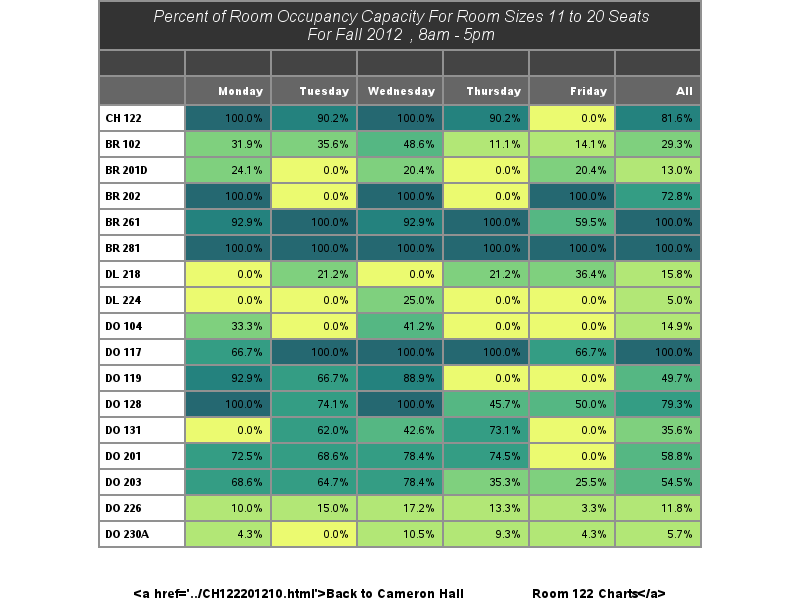 Percent of Room Occupancy Capacity For Room Sizes 11 to 20 Seats
For Fall 2012 , 8am - 5pm
Monday Tuesday Wednesday Thursday Friday All
CH 122 100.0% 90.2% 100.0% 90.2% 0.0% 81.6%
BR 102 31.9% 35.6% 48.6% 11.1% 14.1% 29.3%
BR 201D 24.1% 0.0% 20.4% 0.0% 20.4% 13.0%
BR 202 100.0% 0.0% 100.0% 0.0% 100.0% 72.8%
BR 261 92.9% 100.0% 92.9% 100.0% 59.5% 100.0%
BR 281 100.0% 100.0% 100.0% 100.0% 100.0% 100.0%
DL 218 0.0% 21.2% 0.0% 21.2% 36.4% 15.8%
DL 224 0.0% 0.0% 25.0% 0.0% 0.0% 5.0%
DO 104 33.3% 0.0% 41.2% 0.0% 0.0% 14.9%
DO 117 66.7% 100.0% 100.0% 100.0% 66.7% 100.0%
DO 119 92.9% 66.7% 88.9% 0.0% 0.0% 49.7%
DO 128 100.0% 74.1% 100.0% 45.7% 50.0% 79.3%
DO 131 0.0% 62.0% 42.6% 73.1% 0.0% 35.6%
DO 201 72.5% 68.6% 78.4% 74.5% 0.0% 58.8%
DO 203 68.6% 64.7% 78.4% 35.3% 25.5% 54.5%
DO 226 10.0% 15.0% 17.2% 13.3% 3.3% 11.8%
DO 230A 4.3% 0.0% 10.5% 9.3% 4.3% 5.7%
<a href='../CH122201210.html'>Back to Cameron Hall Room 122 Charts</a>